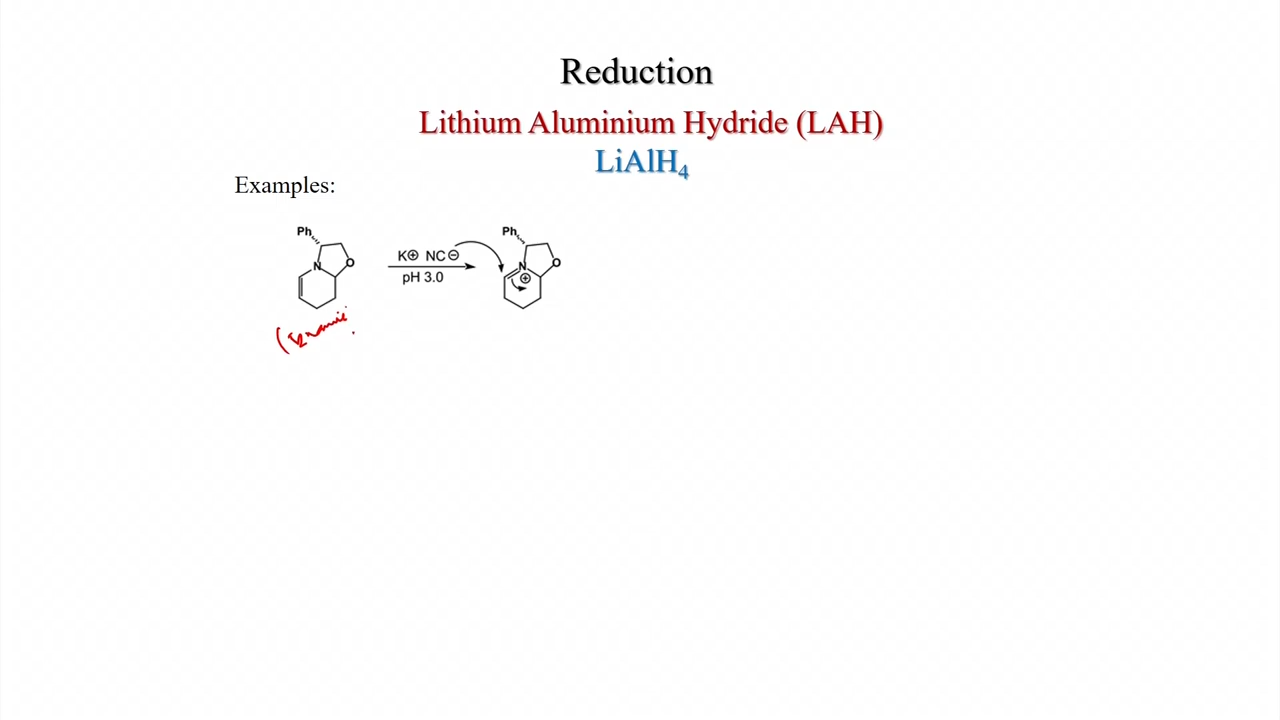 Reduction
Lithium Aluminium Hydride (LAH)
LiAlH₄
Examples:
Ph
N
O
K⊕ NC⊖
pH 3.0
Ph
N
⊕
O